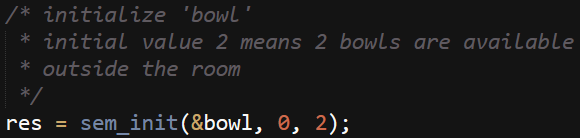 /* initialize 'bowl'
* initial value 2 means 2 bowls are available
* outside the room
*/
res = sem_init(&bowl, 0, 2);